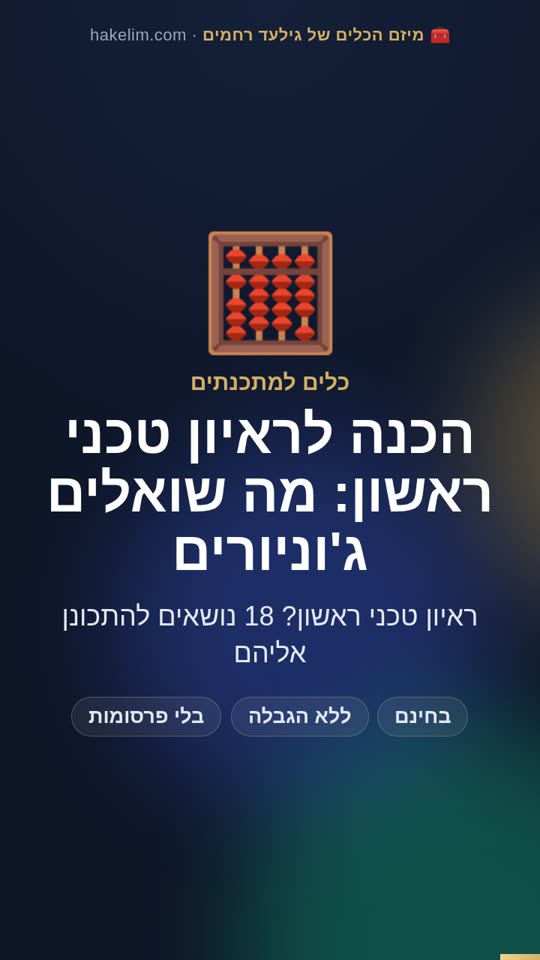 🧰 מיזם הכלים של גילעד רחמים · hakelim.com
כלים למתכנתים
הכנה לראיון טכני
ראשון: מה שואלים
ג'וניורים
ראיון טכני ראשון? 18 נושאים להתכונן
אליהם
בחינם
ללא הגבלה
בלי פרסומות